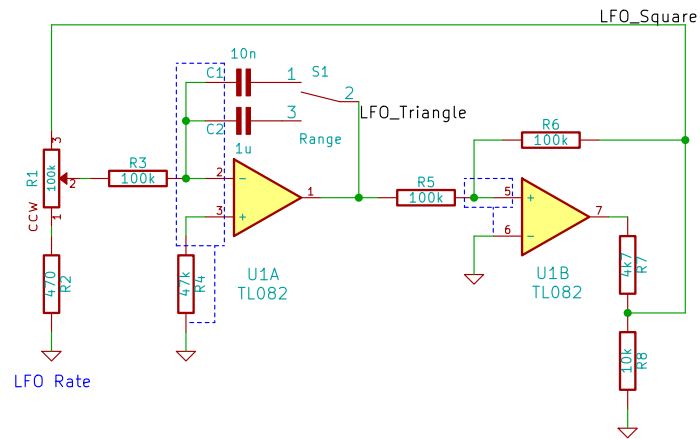 LFO_Square
10n
C1
1
S1
2
LFO_Triangle
C2
3
Range
1u
R6
100k
3
R1
100k
2
CCW
1
R3
100k
2
−
3
+
1
R5
100k
5
+
6
−
7
470
R2
47k
R4
U1A
TL082
U1B
TL082
4k7
R7
10k
R8
LFO Rate